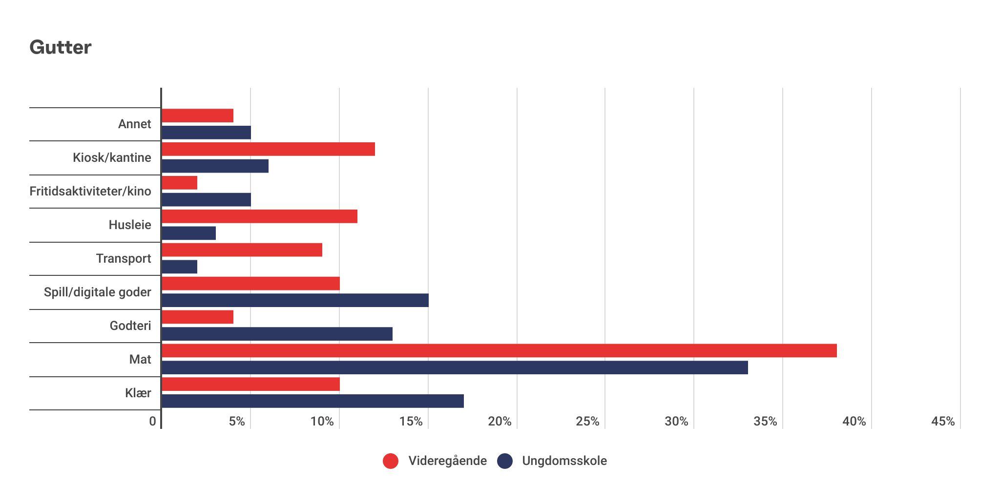 Gutter
Annet
Kiosk/kantine
Fritidsaktiviteter/kino
Husleie
Transport
Spill/digitale goder
Godteri
Mat
Klær
0 5% 10% 15% 20% 25% 30% 35% 40% 45%
Videregående Ungdomsskole